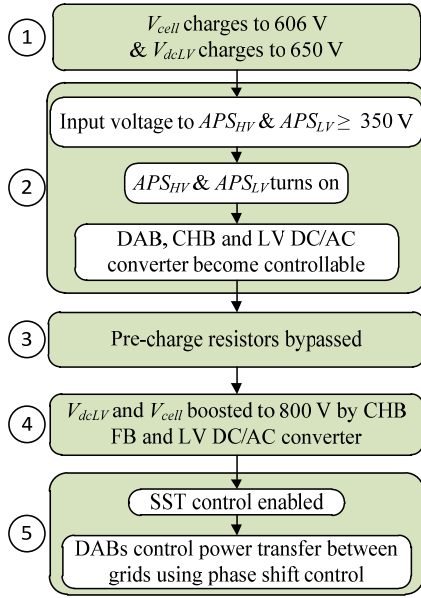 1
V_cell charges to 606 V
& V_dcLV charges to 650 V
2
Input voltage to APS_HV & APS_LV ≥ 350 V
APS_HV & APS_LV turns on
DAB, CHB and LV DC/AC
converter become controllable
3
Pre-charge resistors bypassed
4
V_dcLV and V_cell boosted to 800 V by CHB
FB and LV DC/AC converter
5
SST control enabled
DABs control power transfer between
grids using phase shift control